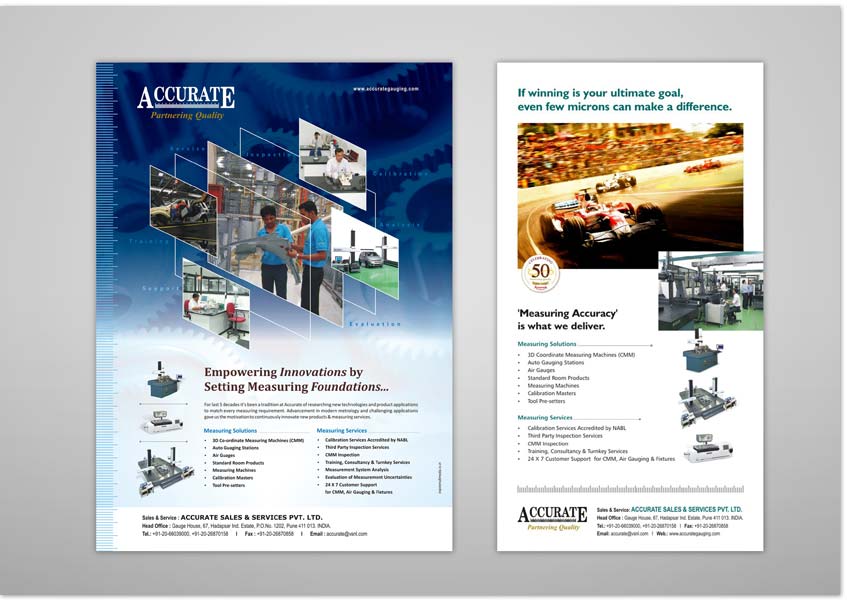 ACCURATE
Partnering Quality
www.accurategauging.com
Service
Inspection
Calibration
Training
Analysis
Support
Evaluation
Empowering Innovations by
Setting Measuring Foundations...
For last 5 decades it's been a tradition at Accurate of researching new technologies and product applications
to match every measuring requirement. Advancement in modern metrology and challenging applications
gave us the motivation to continuously innovate new products & measuring services.
Measuring Solutions
• 3D Co-ordinate Measuring Machines (CMM)
• Auto Guaging Stations
• Air Guages
• Standard Room Products
• Measuring Machines
• Calibration Masters
• Tool Pre-setters
Measuring Services
• Calibration Services Accredited by NABL
• Third Party Inspection Services
• CMM Inspection
• Training, Consultancy & Turnkey Services
• Measurement System Analysis
• Evaluation of Measurement Uncertainties
• 24 X 7 Customer Support
for CMM, Air Gauging & Fixtures
Sales & Service : ACCURATE SALES & SERVICES PVT. LTD.
Head Office : Gauge House, 67, Hadapsar Ind. Estate, P.O.No. 1202, Pune 411 013. INDIA.
Tel.: +91-20-66039000, +91-20-26870158 I Fax : +91-20-26870858 I Email : accurate@vsnl.com
If winning is your ultimate goal,
even few microns can make a difference.
CELEBRATING
50
'Measuring Accuracy'
is what we deliver.
Measuring Solutions
• 3D Coordinate Measuring Machines (CMM)
• Auto Gauging Stations
• Air Gauges
• Standard Room Products
• Measuring Machines
• Calibration Masters
• Tool Pre-setters
Measuring Services
• Calibration Services Accredited by NABL
• Third Party Inspection Services
• CMM Inspection
• Training, Consultancy & Turnkey Services
• 24 X 7 Customer Support for CMM, Air Gauging & Fixtures
ACCURATE
Partnering Quality
Sales & Service: ACCURATE SALES & SERVICES PVT. LTD.
Head Office : Gauge House, 67, Hadapsar Ind. Estate, Pune 411 013. INDIA.
Tel.: +91-20-66039000, +91-20-26870158 I Fax: +91-20-26870858
Email: accurate@vsnl.com I Web.: www.accurategauging.com